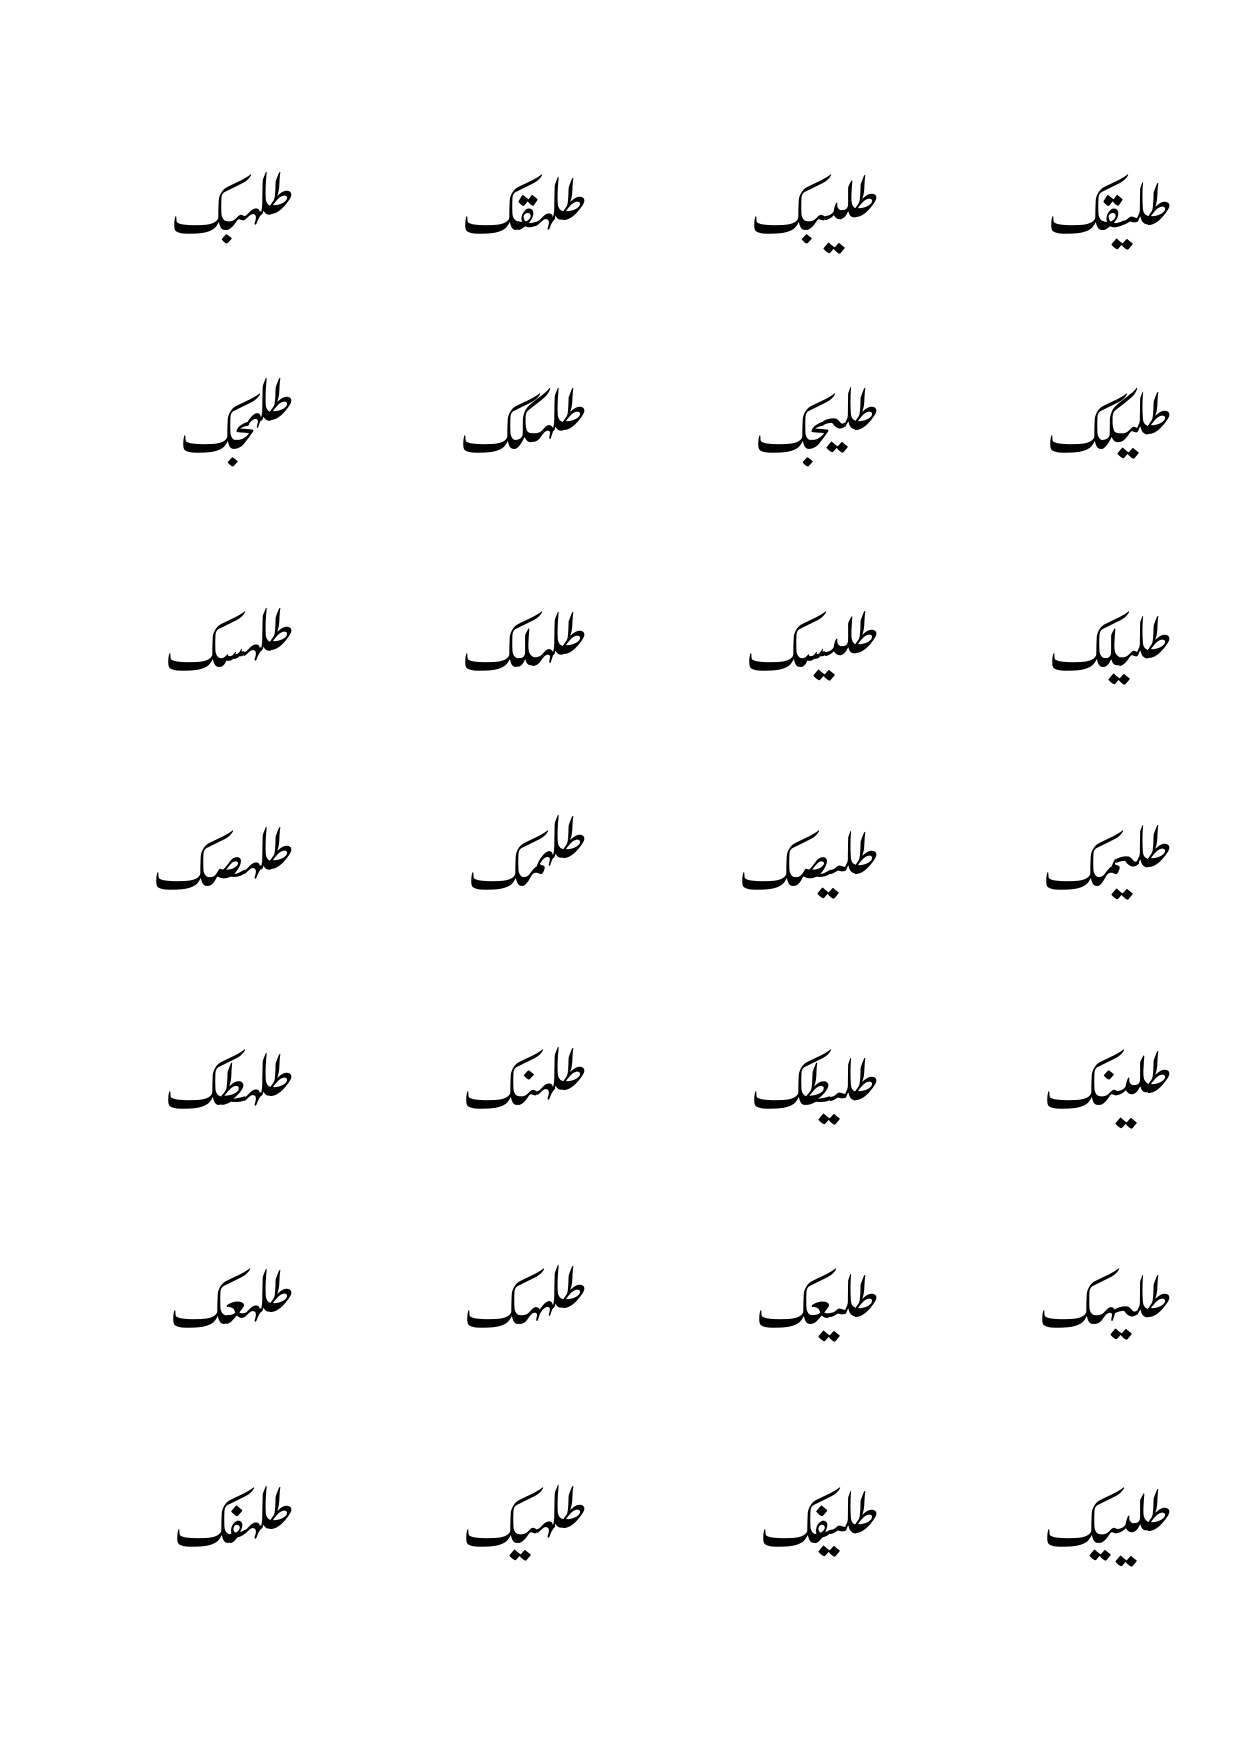 طلیقک طلیبک طلہقک طلہبک
طلیکک طلیجک طلہکک طلہجک
طلیلک طلیسک طلہلک طلہسک
طلیمک طلیصک طلہمک طلہصک
طلینک طلیطک طلہنک طلہطک
طلیہک طلیعک طلہہک طلہعک
طلییک طلیفک طلہیک طلہفک